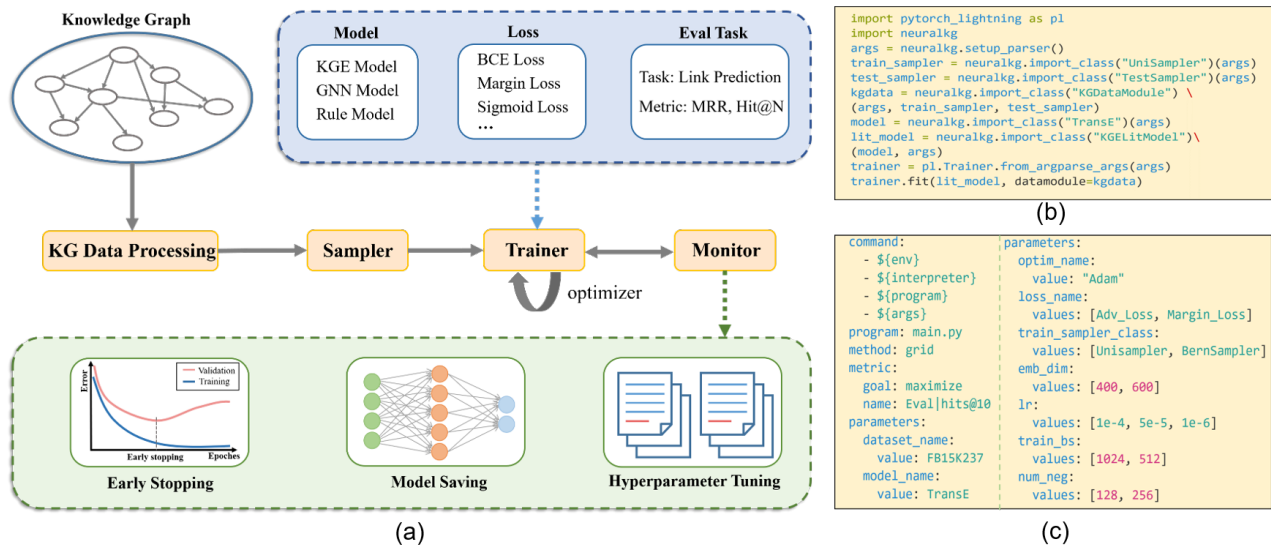 Knowledge Graph
Model
KGE Model
GNN Model
Rule Model
Loss
BCE Loss
Margin Loss
Sigmoid Loss
...
Eval Task
Task: Link Prediction
Metric: MRR, Hit@N
KG Data Processing
Sampler
Trainer
Monitor
optimizer
Error
Validation
Training
Early stopping
Epoches
Early Stopping
Model Saving
Hyperparameter Tuning
(a)
import pytorch_lightning as pl
import neuralkg
args = neuralkg.setup_parser()
train_sampler = neuralkg.import_class("UniSampler")(args)
test_sampler = neuralkg.import_class("TestSampler")(args)
kgdata = neuralkg.import_class("KGDataModule") \
(args, train_sampler, test_sampler)
model = neuralkg.import_class("TransE")(args)
lit_model = neuralkg.import_class("KGELitModel")\
(model, args)
trainer = pl.Trainer.from_argparse_args(args)
trainer.fit(lit_model, datamodule=kgdata)
(b)
command:
- ${env}
- ${interpreter}
- ${program}
- ${args}
program: main.py
method: grid
metric:
goal: maximize
name: Eval|hits@10
parameters:
dataset_name:
value: FB15K237
model_name:
value: TransE
parameters:
optim_name:
value: "Adam"
loss_name:
values: [Adv_Loss, Margin_Loss]
train_sampler_class:
values: [Unisampler, BernSampler]
emb_dim:
values: [400, 600]
lr:
values: [1e-4, 5e-5, 1e-6]
train_bs:
values: [1024, 512]
num_neg:
values: [128, 256]
(c)